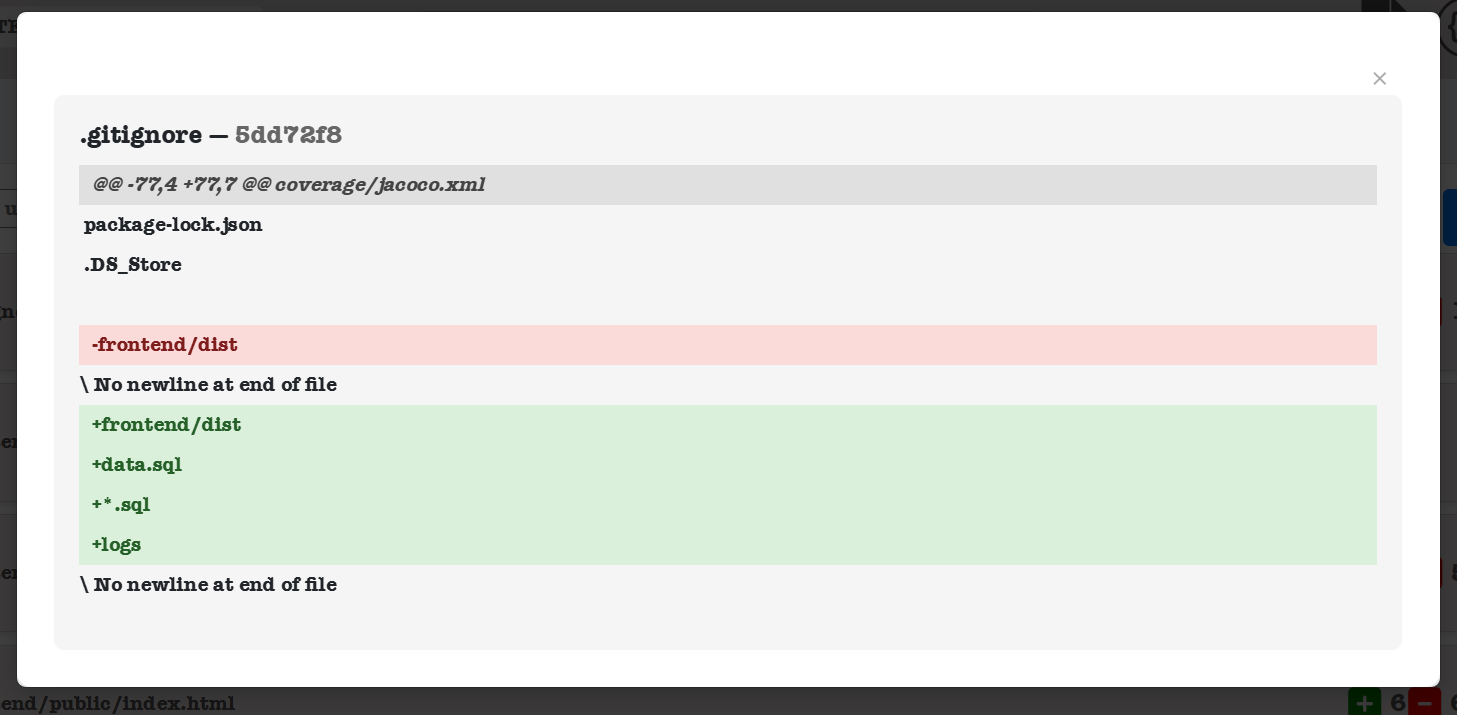 .gitignore — 5dd72f8
@@ -77,4 +77,7 @@ coverage/jacoco.xml
package-lock.json
.DS_Store
-frontend/dist
\ No newline at end of file
+frontend/dist
+data.sql
+*.sql
+logs
\ No newline at end of file
end/public/index.html
+ 6 −